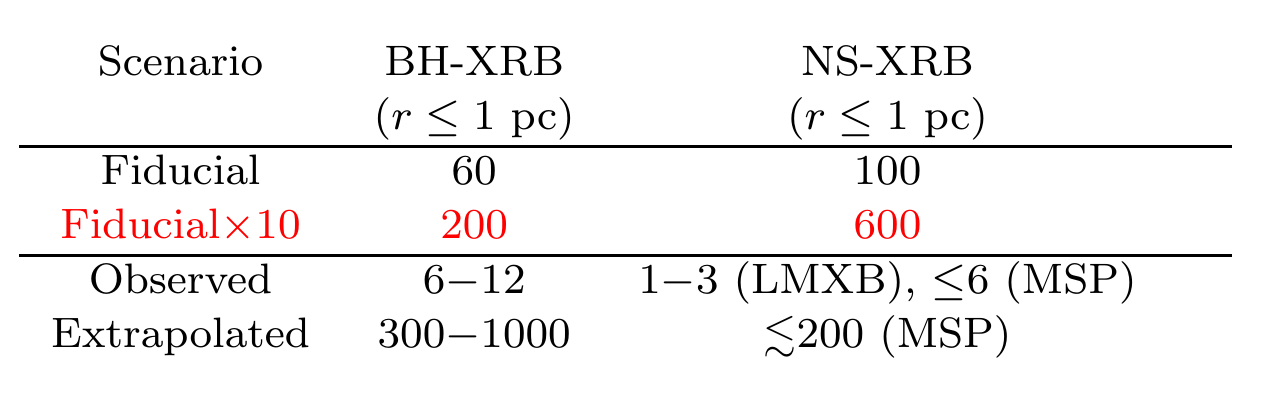 Scenario BH-XRB NS-XRB
(r ≤ 1 pc) (r ≤ 1 pc)
Fiducial 60 100
Fiducial×10 200 600
Observed 6−12 1−3 (LMXB), ≤6 (MSP)
Extrapolated 300−1000 ≲200 (MSP)